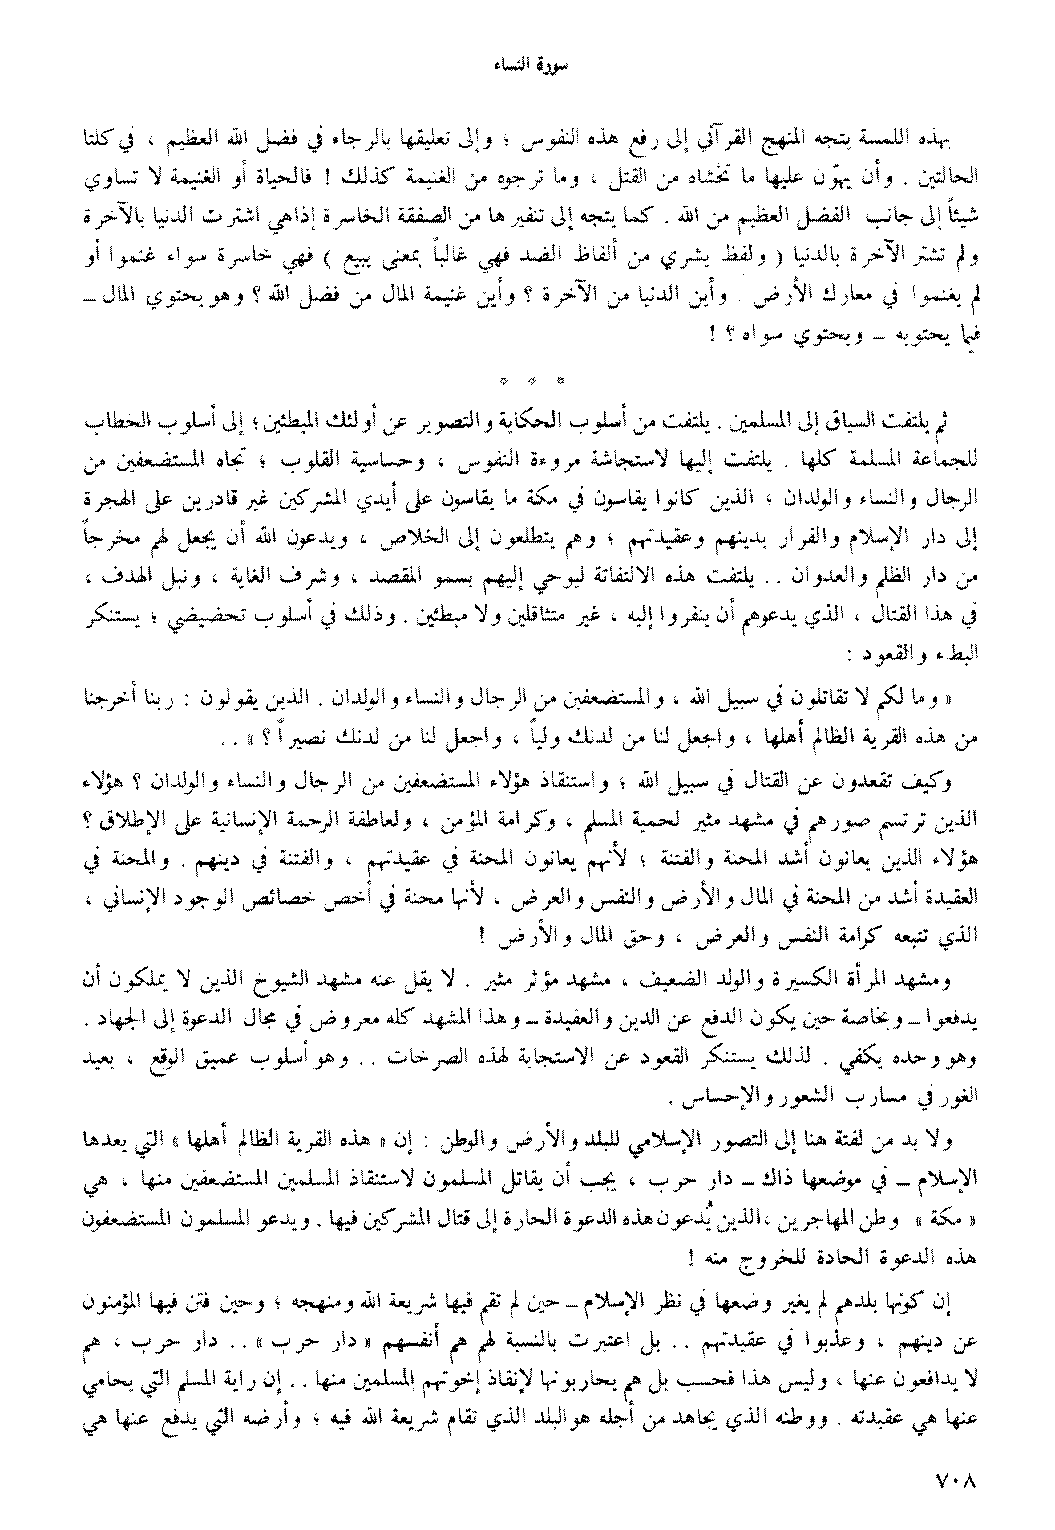 سورة النساء
بهذه اللمسة يتجه المنهج القرآني إلى رفع هذه النفوس ؛ وإلى تعليقها بالرجاء في فضل الله العظيم ، في كلتا
الحالتين . وأن يهوّن عليها ما تخشاه من القتل ، وما ترجوه من الغنيمة كذلك ! فالحياة أو الغنيمة لا تساوي
شيئاً إلى جانب الفضل العظيم من الله . كما يتجه إلى تنفيرها من الصفقة الخاسرة إذا هي اشترت الدنيا بالآخرة
ولم تشتر الآخرة بالدنيا ( ولفظ يشري من ألفاظ الضد فهي غالباً بمعنى يبيع ) فهي خاسرة سواء غنموا أو
لم يغنموا في معارك الأرض . وأين الدنيا من الآخرة ؟ وأين غنيمة المال من فضل الله ؟ وهو يحتوي المال –
فيما يحتويه – ويحتوي سواه ؟ !
* * *
ثم يلتفت السياق إلى المسلمين . يلتفت من أسلوب الحكاية والتصوير عن أولئك المبطئين؛ إلى أسلوب الخطاب
للجماعة المسلمة كلها . يلتفت إليها لاستجاشة مروءة النفوس ، وحساسية القلوب ؛ تجاه المستضعفين من
الرجال والنساء والولدان ؛ الذين كانوا يقاسون في مكة ما يقاسون على أيدي المشركين غير قادرين على الهجرة
إلى دار الإسلام والفرار بدينهم وعقيدتهم ؛ وهم يتطلعون إلى الخلاص ، ويدعون الله أن يجعل لهم مخرجاً
من دار الظلم والعدوان .. يلتفت هذه الالتفاتة ليوحي إليهم بسمو المقصد ، وشرف الغاية ، ونبل الهدف ،
في هذا القتال ، الذي يدعوهم أن ينفروا إليه ، غير متثاقلين ولا مبطئين . وذلك في أسلوب تحضيضي ؛ يستنكر
البطء والقعود :
« وما لكم لا تقاتلون في سبيل الله ، والمستضعفين من الرجال والنساء والولدان . الذين يقولون : ربنا أخرجنا
من هذه القرية الظالم أهلها ، واجعل لنا من لدنك ولياً ، واجعل لنا من لدنك نصيراً ؟ » ..
وكيف تقعدون عن القتال في سبيل الله ؛ واستنقاذ هؤلاء المستضعفين من الرجال والنساء والولدان ؟ هؤلاء
الذين ترتسم صورهم في مشهد مثير لحمية المسلم ، وكرامة المؤمن ، ولعاطفة الرحمة الإنسانية على الإطلاق ؟
هؤلاء الذين يعانون أشد المحنة والفتنة ؛ لأنهم يعانون المحنة في عقيدتهم ، والفتنة في دينهم . والمحنة في
العقيدة أشد من المحنة في المال والأرض والنفس والعرض ، لأنها محنة في أخص خصائص الوجود الإنساني ،
الذي تتبعه كرامة النفس والعرض ، وحق المال والأرض !
ومشهد المرأة الكسيرة والولد الضعيف ، مشهد مؤثر مثير . لا يقل عنه مشهد الشيوخ الذين لا يملكون أن
يدفعوا – وبخاصة حين يكون الدفع عن الدين والعقيدة – وهذا المشهد كله معروض في مجال الدعوة إلى الجهاد .
وهو وحده يكفي . لذلك يستنكر القعود عن الاستجابة لهذه الصرخات .. وهو أسلوب عميق الوقع ، بعيد
الغور في مسارب الشعور والإحساس .
ولا بد من لفتة هنا إلى التصور الإسلامي للبلد والأرض والوطن : إن « هذه القرية الظالم أهلها » التي يعدها
الإسلام – في موضعها ذاك – دار حرب ، يجب أن يقاتل المسلمون لاستنقاذ المسلمين المستضعفين منها ، هي
« مكة » وطن المهاجرين ،الذين يُدعون هذه الدعوة الحارة إلى قتال المشركين فيها . ويدعو المسلمون المستضعفون
هذه الدعوة الحادة للخروج منه !
إن كونها بلدهم لم يغير وضعها في نظر الإسلام – حين لم تقم فيها شريعة الله ومنهجه ؛ وحين فتن فيها المؤمنون
عن دينهم ، وعذبوا في عقيدتهم .. بل اعتبرت بالنسبة لهم هم أنفسهم « دار حرب » .. دار حرب ، هم
لا يدافعون عنها ، وليس هذا فحسب بل هم يحاربونها لإنقاذ إخوتهم المسلمين منها .. إن راية المسلم التي يحامي
عنها هي عقيدته . ووطنه الذي يجاهد من أجله هو البلد الذي تقام شريعة الله فيه ؛ وأرضه التي يدفع عنها هي
٧٠٨